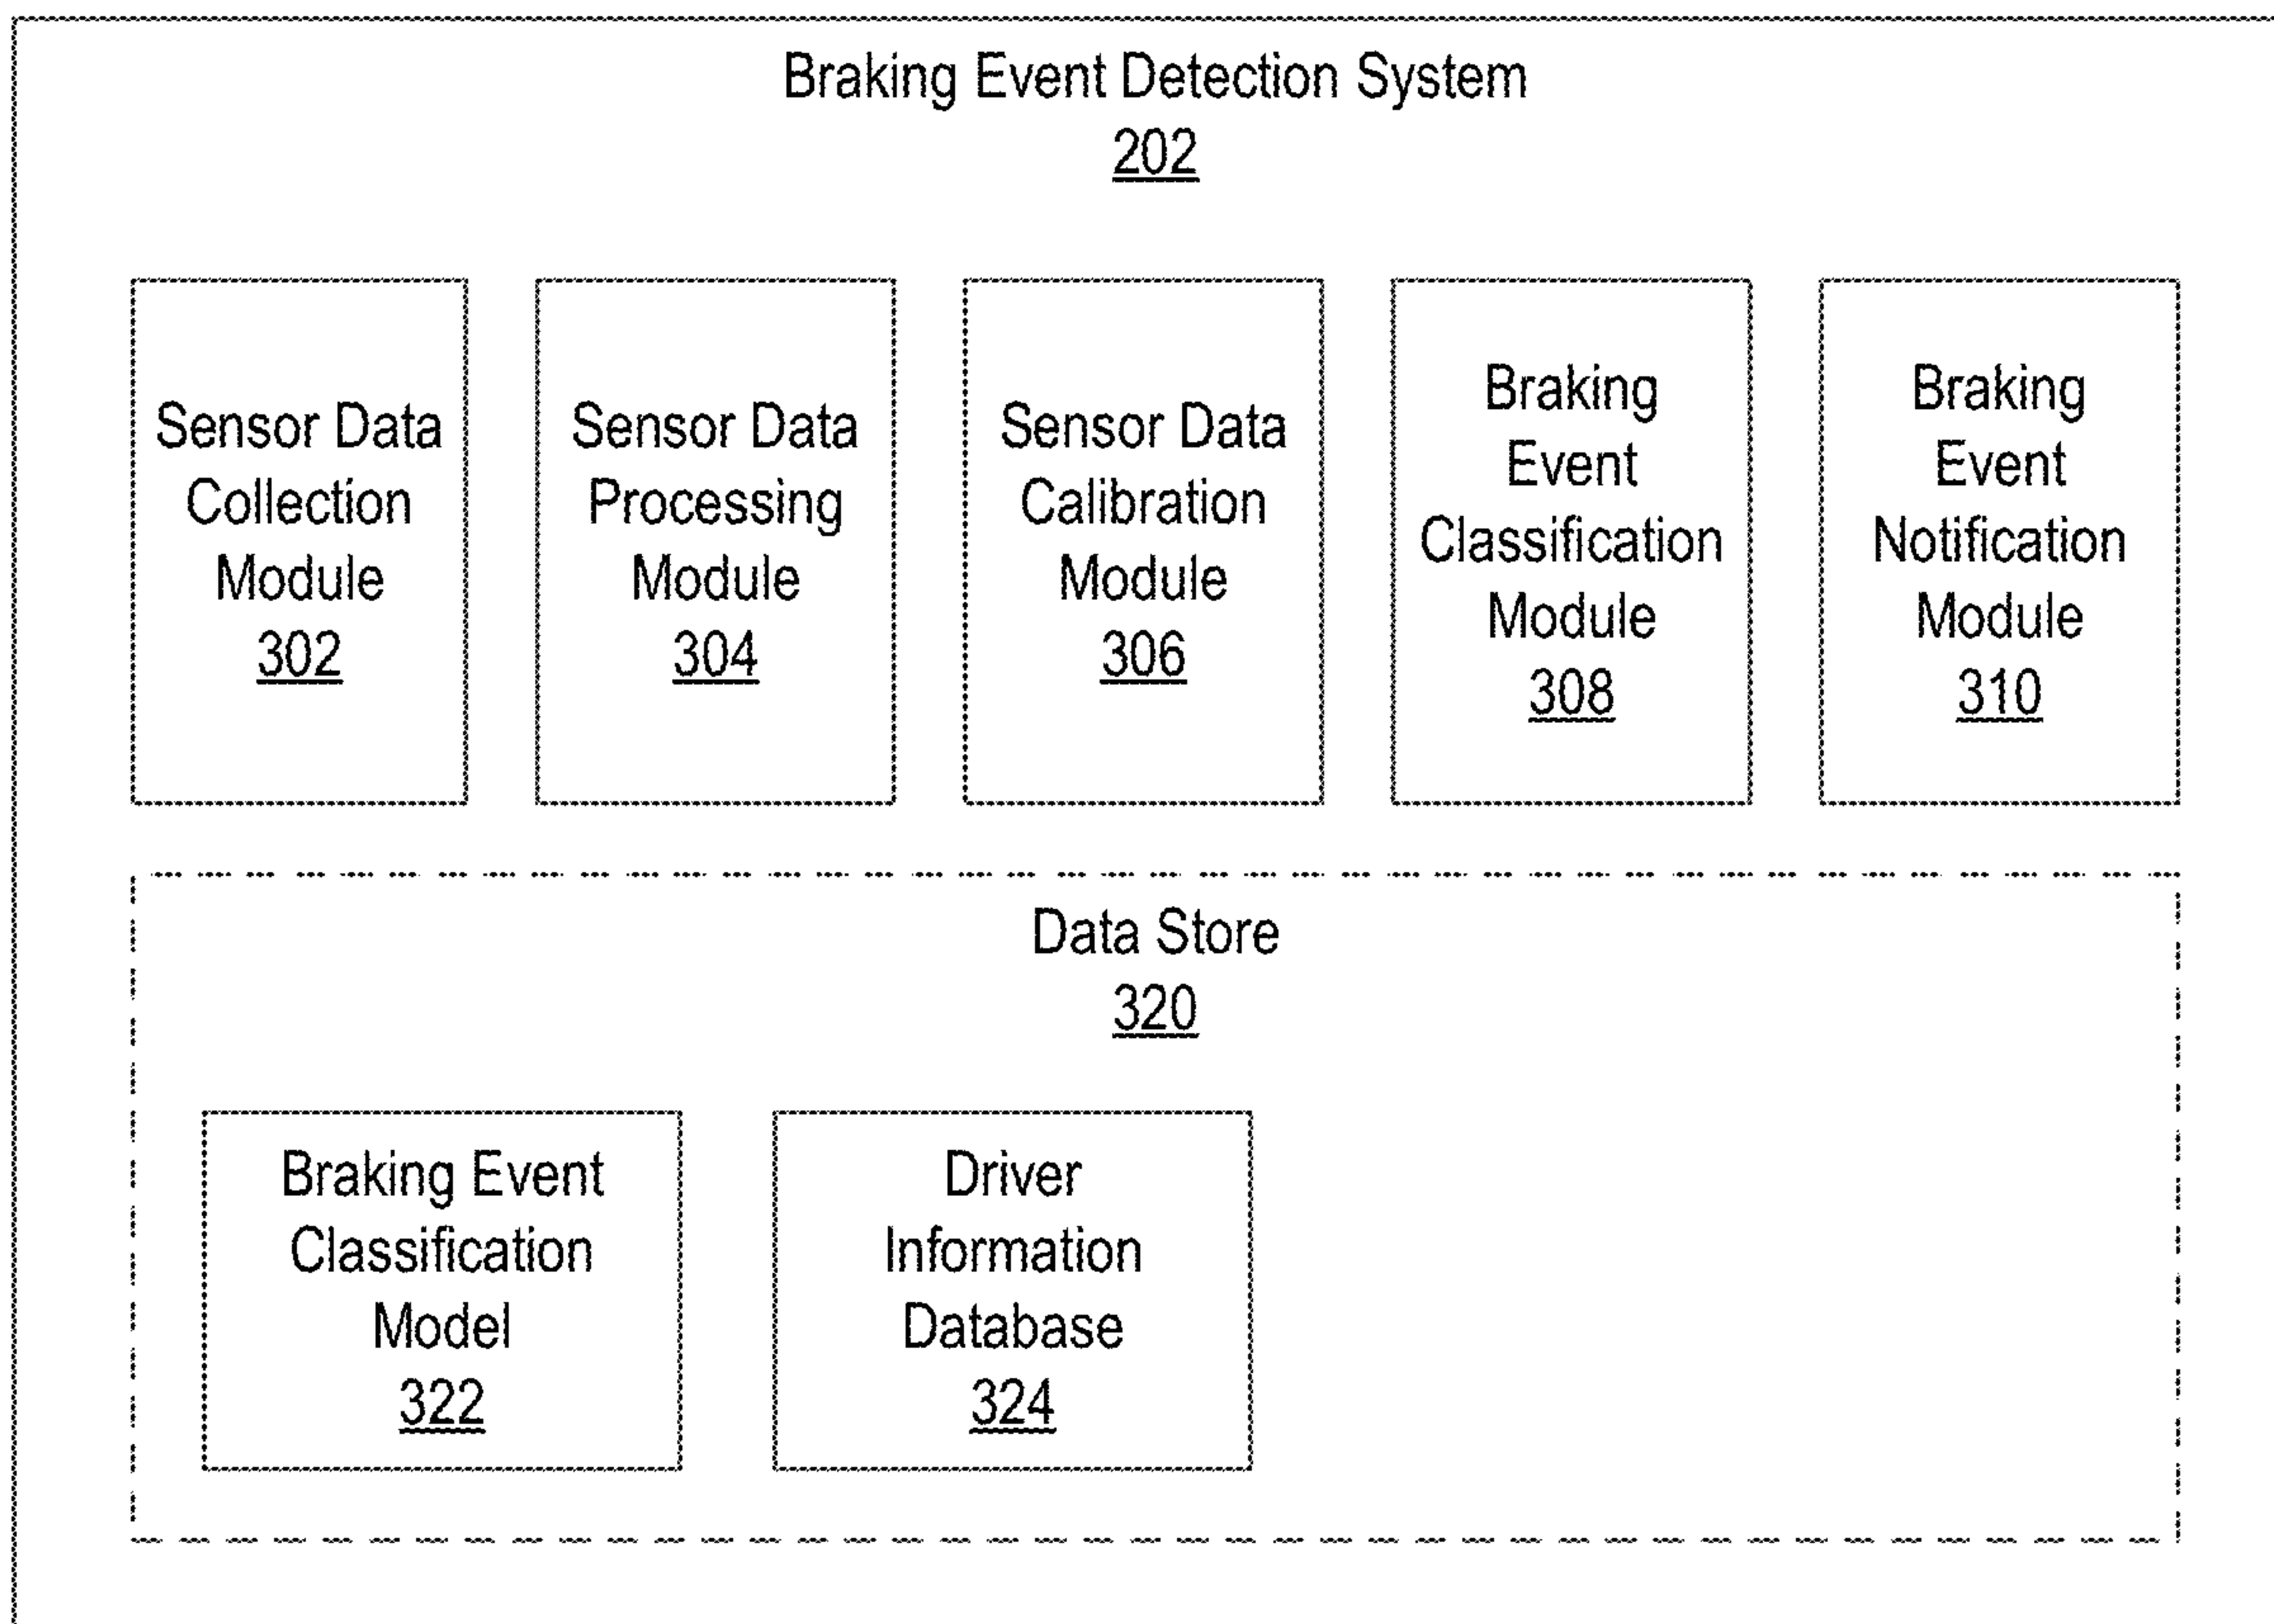 Braking Event Detection System
202
Sensor Data
Collection
Module
302
Sensor Data
Processing
Module
304
Sensor Data
Calibration
Module
306
Braking
Event
Classification
Module
308
Braking
Event
Notification
Module
310
Data Store
320
Braking Event
Classification
Model
322
Driver
Information
Database
324